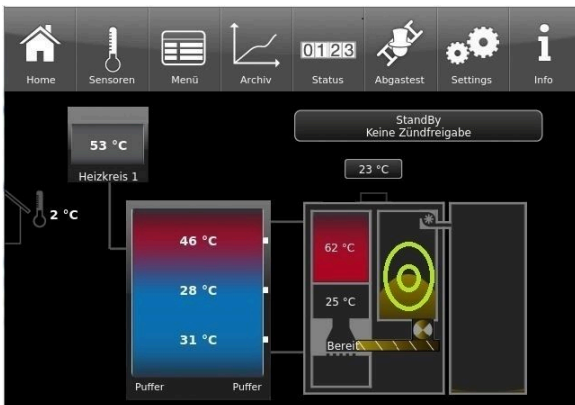 0123
Home
Sensoren
Menü
Archiv
Status
Abgastest
Settings
Info
StandBy
Keine Zündfreigabe
53 °C
Heizkreis 1
23 °C
2 °C
46 °C
62 °C
28 °C
25 °C
31 °C
Bereit
Puffer
Puffer